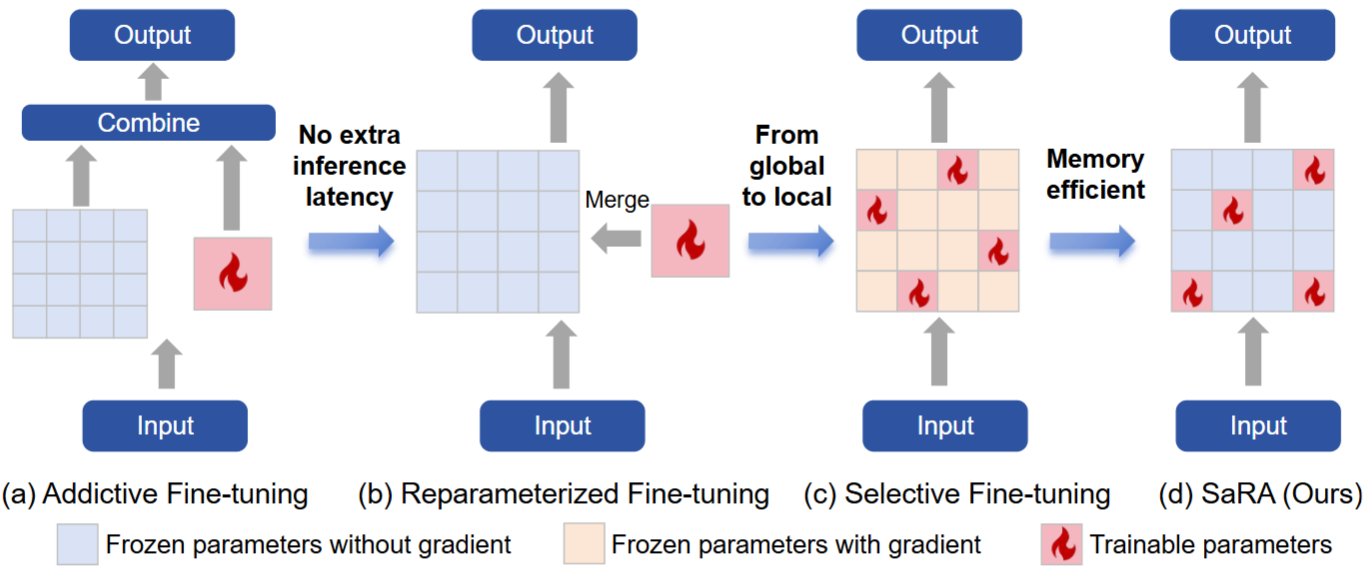 Output
Combine
Input
No extra
inference
latency
Output
Merge
Input
From
global
to local
Output
Input
Memory
efficient
Output
Input
(a) Addictive Fine-tuning
(b) Reparameterized Fine-tuning
(c) Selective Fine-tuning
(d) SaRA (Ours)
Frozen parameters without gradient
Frozen parameters with gradient
Trainable parameters